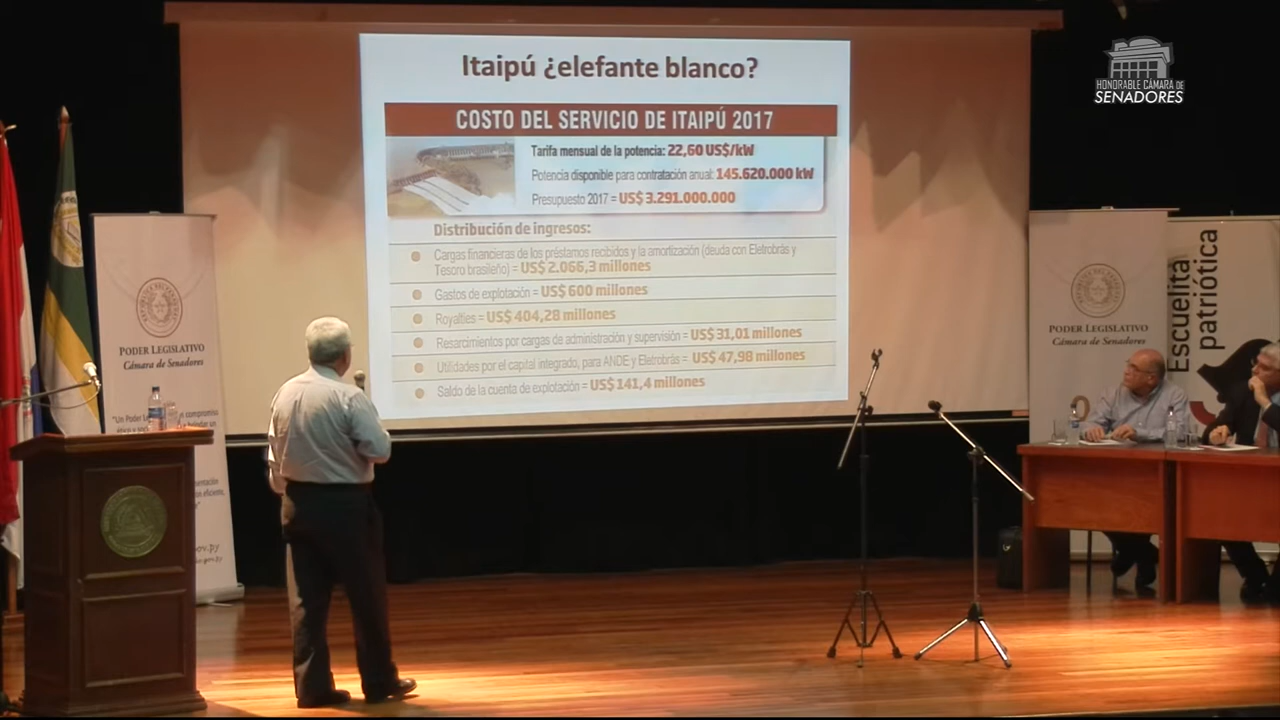 Itaipú ¿elefante blanco?
COSTO DEL SERVICIO DE ITAIPÚ 2017
Tarifa mensual de la potencia: 22,60 US$/kW
Potencia disponible para contratación anual: 145.620.000 kW
Presupuesto 2017 = US$ 3.291.000.000
Distribución de ingresos:
Cargas financieras de los préstamos recibidos y la amortización (deuda con Eletrobrás y
Tesoro brasileño) = US$ 2.066,3 millones
Gastos de explotación = US$ 600 millones
Royalties = US$ 404,28 millones
Resarcimientos por cargas de administración y supervisión = US$ 31,01 millones
Utilidades por el capital integrado, para ANDE y Eletrobrás = US$ 47,98 millones
Saldo de la cuenta de explotación = US$ 141,4 millones
HONORABLE CÁMARA DE
SENADORES
PODER LEGISLATIVO
Cámara de Senadores
"Un Poder
compromiso
PODER LEGISLATIVO
Cámara de Senadores
Escuelita
patriótica